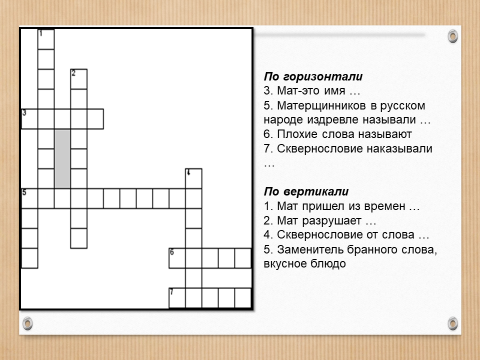 1
2
3
4
5
6
7
По горизонтали
3. Мат-это имя …
5. Матерщинников в русском
народе издревле называли …
6. Плохие слова называют
7. Сквернословие наказывали
…
По вертикали
1. Мат пришел из времен …
2. Мат разрушает …
4. Сквернословие от слова …
5. Заменитель бранного слова,
вкусное блюдо